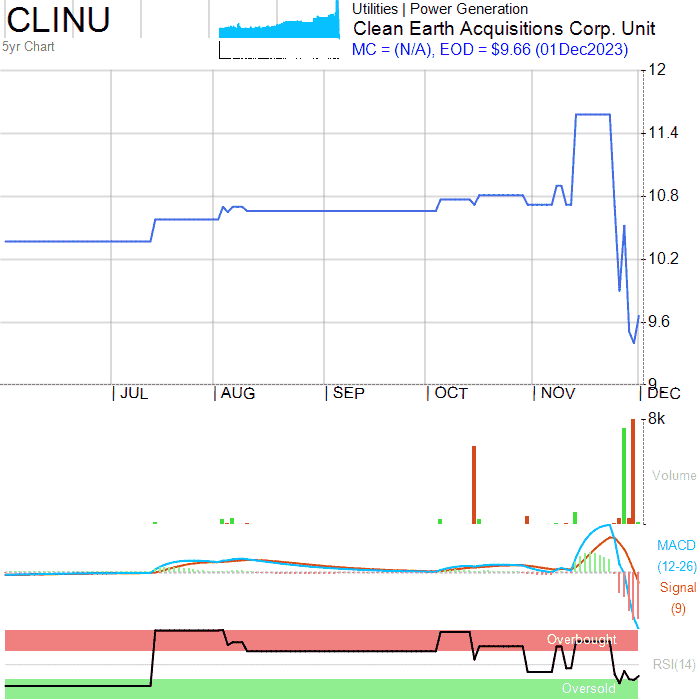 CLINU
5yr Chart
Utilities | Power Generation
Clean Earth Acquisitions Corp. Unit
MC = (N/A), EOD = $9.66 (01Dec2023)
12
11.4
10.8
10.2
9.6
9
JUL AUG SEP OCT NOV DEC
8k
Volume
MACD
(12-26)
Signal
(9)
Overbought
RSI(14)
Oversold